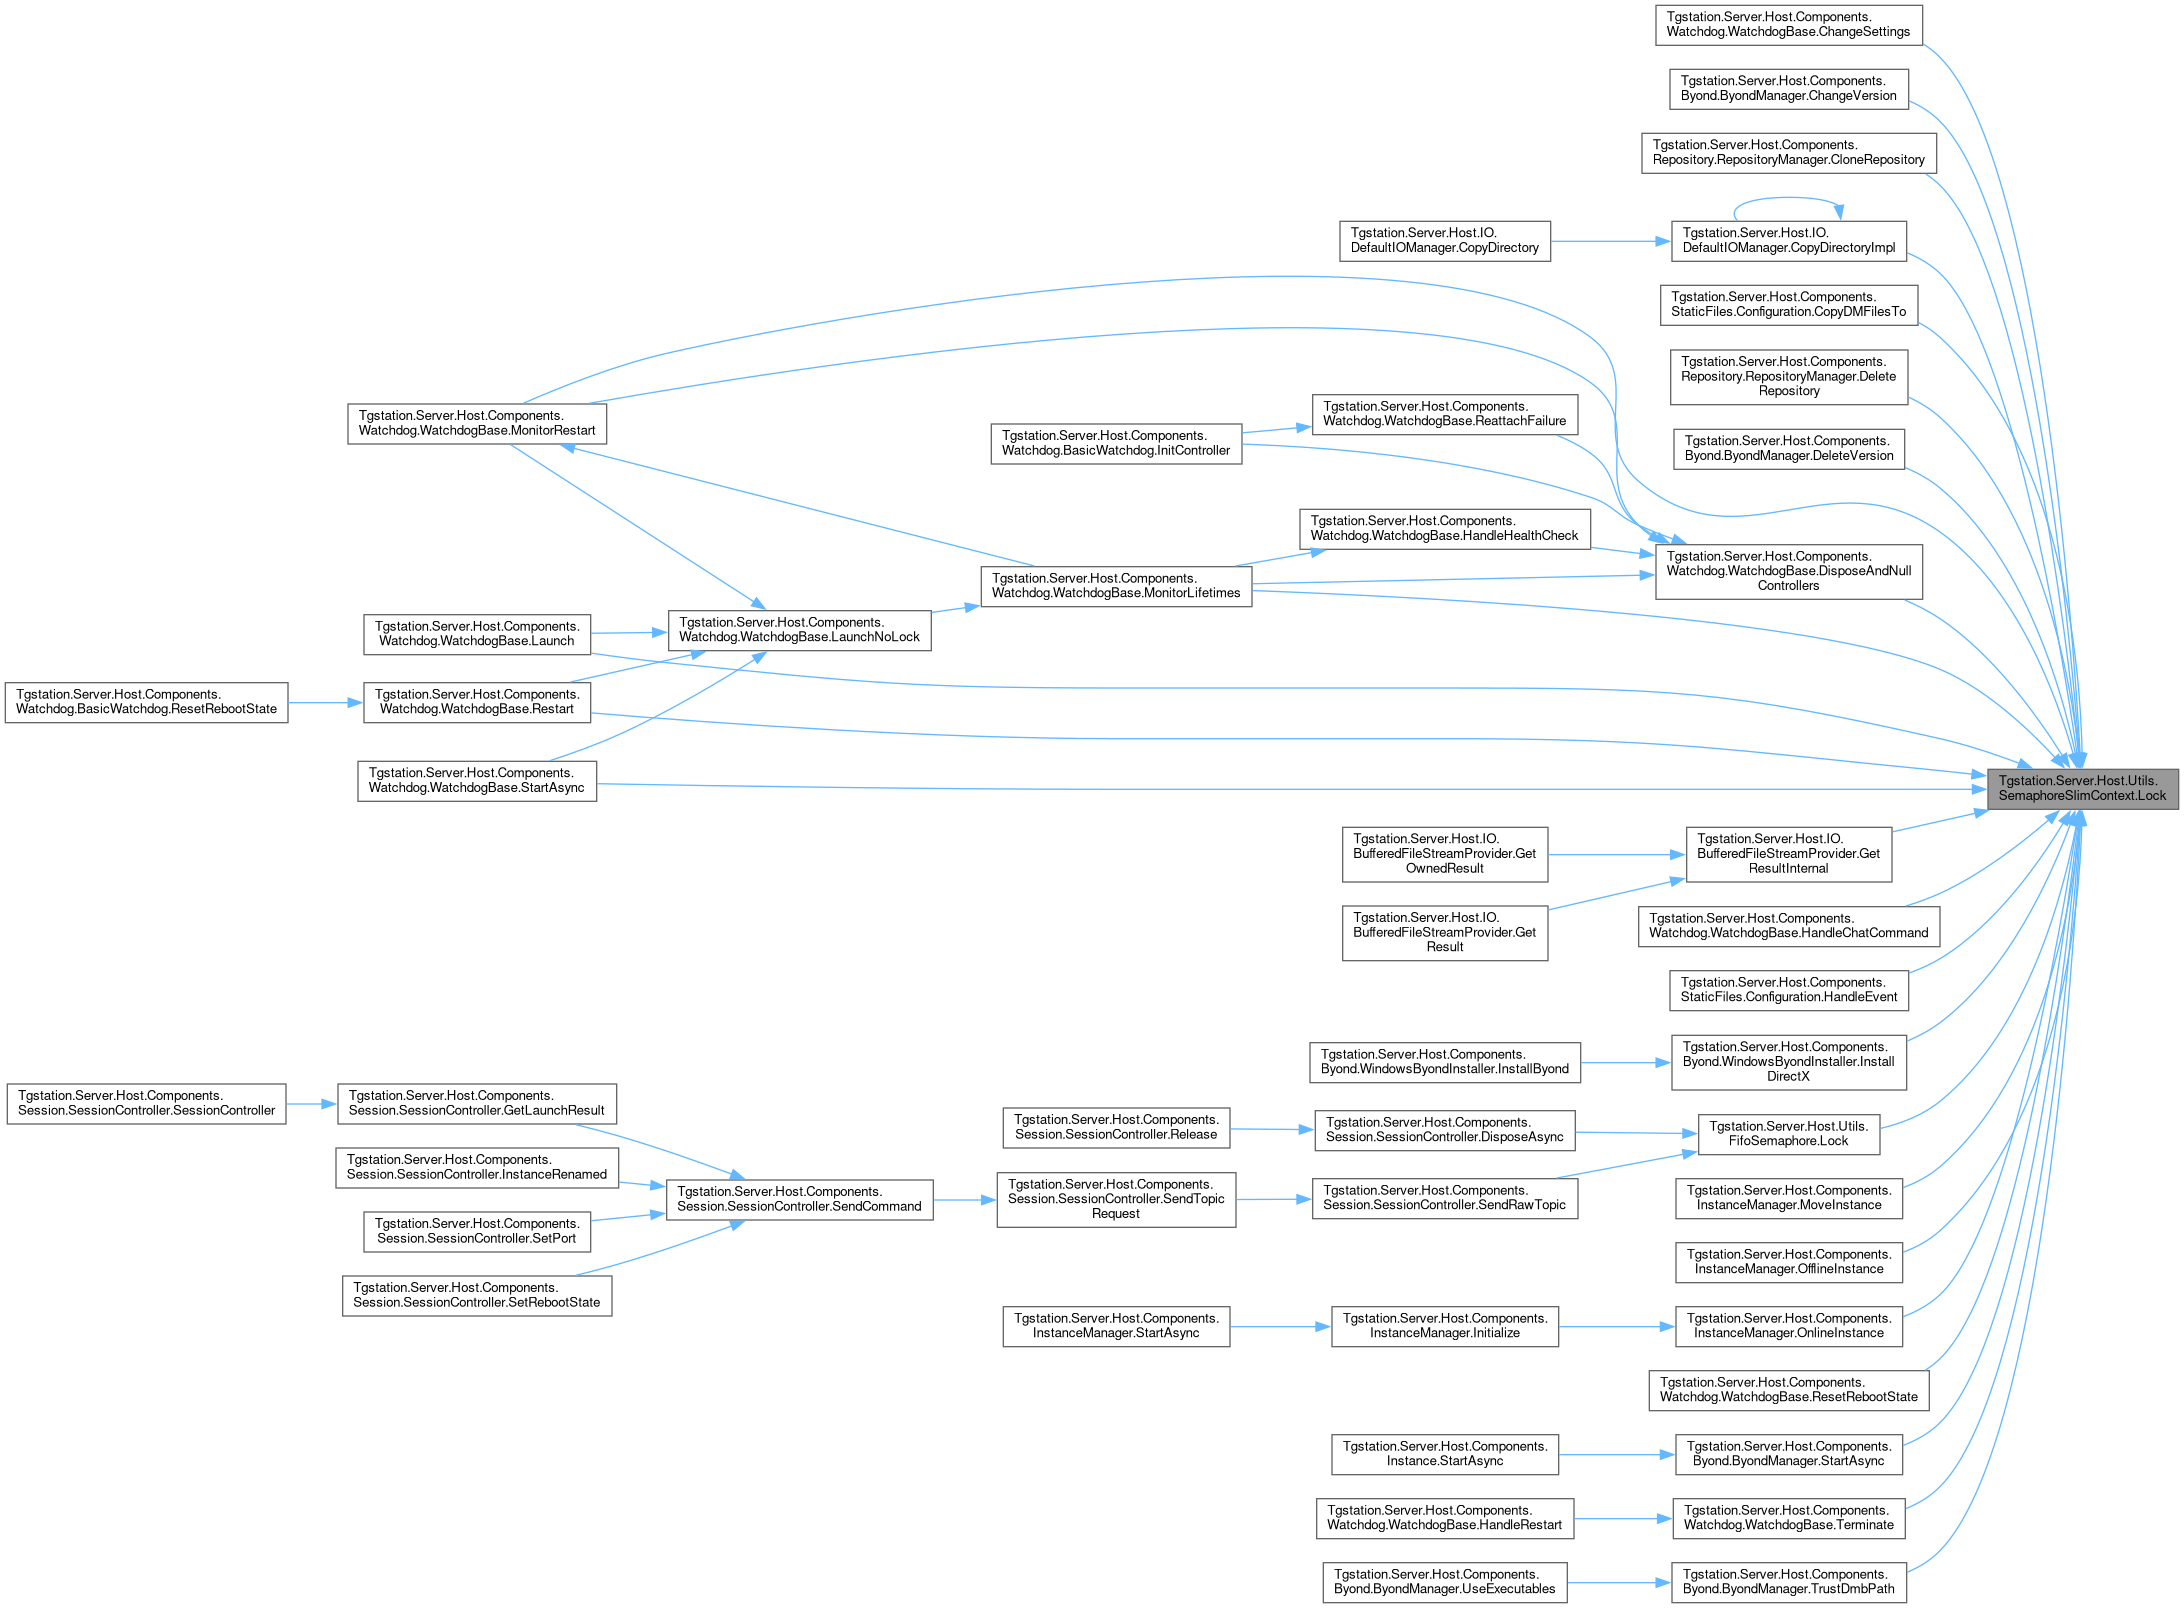 Tgstation.Server.Host.Components.
Watchdog.WatchdogBase.ChangeSettings
Tgstation.Server.Host.Components.
Byond.ByondManager.ChangeVersion
Tgstation.Server.Host.Components.
Repository.RepositoryManager.CloneRepository
Tgstation.Server.Host.IO.
DefaultIOManager.CopyDirectory
Tgstation.Server.Host.IO.
DefaultIOManager.CopyDirectoryImpl
Tgstation.Server.Host.Components.
StaticFiles.Configuration.CopyDMFilesTo
Tgstation.Server.Host.Components.
Repository.RepositoryManager.Delete
Repository
Tgstation.Server.Host.Components.
Watchdog.WatchdogBase.MonitorRestart
Tgstation.Server.Host.Components.
Watchdog.BasicWatchdog.InitController
Tgstation.Server.Host.Components.
Watchdog.WatchdogBase.ReattachFailure
Tgstation.Server.Host.Components.
Byond.ByondManager.DeleteVersion
Tgstation.Server.Host.Components.
Watchdog.WatchdogBase.HandleHealthCheck
Tgstation.Server.Host.Components.
Watchdog.WatchdogBase.DisposeAndNull
Controllers
Tgstation.Server.Host.Components.
Watchdog.WatchdogBase.MonitorLifetimes
Tgstation.Server.Host.Components.
Watchdog.WatchdogBase.LaunchNoLock
Tgstation.Server.Host.Components.
Watchdog.WatchdogBase.Launch
Tgstation.Server.Host.Components.
Watchdog.BasicWatchdog.ResetRebootState
Tgstation.Server.Host.Components.
Watchdog.WatchdogBase.Restart
Tgstation.Server.Host.Components.
Watchdog.WatchdogBase.StartAsync
Tgstation.Server.Host.Utils.
SemaphoreSlimContext.Lock
Tgstation.Server.Host.IO.
BufferedFileStreamProvider.Get
OwnedResult
Tgstation.Server.Host.IO.
BufferedFileStreamProvider.Get
ResultInternal
Tgstation.Server.Host.IO.
BufferedFileStreamProvider.Get
Result
Tgstation.Server.Host.Components.
Watchdog.WatchdogBase.HandleChatCommand
Tgstation.Server.Host.Components.
StaticFiles.Configuration.HandleEvent
Tgstation.Server.Host.Components.
Byond.WindowsByondInstaller.InstallByond
Tgstation.Server.Host.Components.
Byond.WindowsByondInstaller.Install
DirectX
Tgstation.Server.Host.Components.
Session.SessionController.SessionController
Tgstation.Server.Host.Components.
Session.SessionController.GetLaunchResult
Tgstation.Server.Host.Components.
Session.SessionController.Release
Tgstation.Server.Host.Components.
Session.SessionController.DisposeAsync
Tgstation.Server.Host.Utils.
FifoSemaphore.Lock
Tgstation.Server.Host.Components.
Session.SessionController.InstanceRenamed
Tgstation.Server.Host.Components.
Session.SessionController.SendCommand
Tgstation.Server.Host.Components.
Session.SessionController.SendTopic
Request
Tgstation.Server.Host.Components.
Session.SessionController.SendRawTopic
Tgstation.Server.Host.Components.
InstanceManager.MoveInstance
Tgstation.Server.Host.Components.
Session.SessionController.SetPort
Tgstation.Server.Host.Components.
InstanceManager.OfflineInstance
Tgstation.Server.Host.Components.
Session.SessionController.SetRebootState
Tgstation.Server.Host.Components.
InstanceManager.StartAsync
Tgstation.Server.Host.Components.
InstanceManager.Initialize
Tgstation.Server.Host.Components.
InstanceManager.OnlineInstance
Tgstation.Server.Host.Components.
Watchdog.WatchdogBase.ResetRebootState
Tgstation.Server.Host.Components.
Instance.StartAsync
Tgstation.Server.Host.Components.
Byond.ByondManager.StartAsync
Tgstation.Server.Host.Components.
Watchdog.WatchdogBase.HandleRestart
Tgstation.Server.Host.Components.
Watchdog.WatchdogBase.Terminate
Tgstation.Server.Host.Components.
Byond.ByondManager.UseExecutables
Tgstation.Server.Host.Components.
Byond.ByondManager.TrustDmbPath